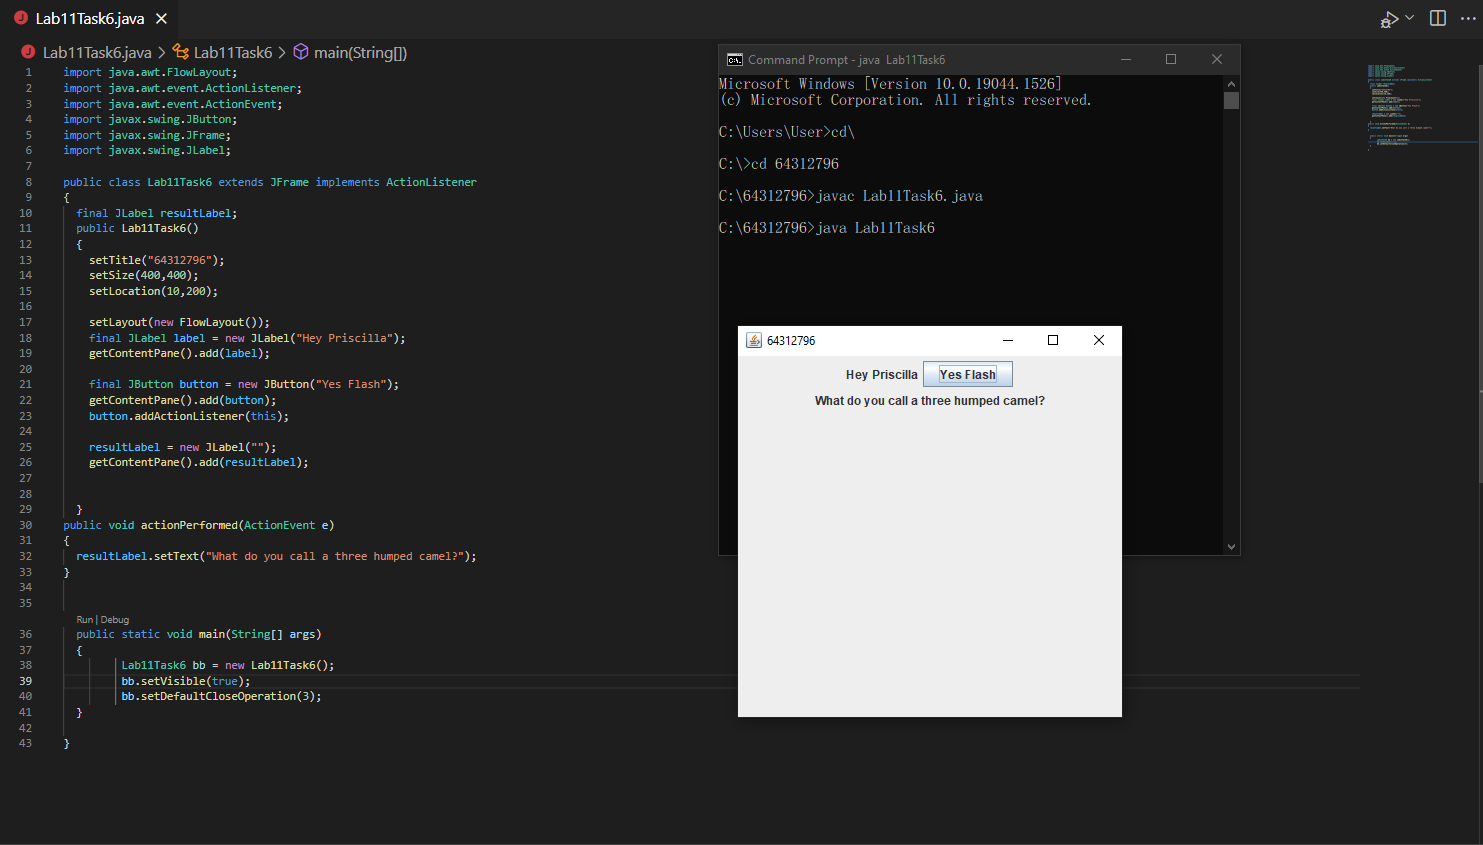 Lab11Task6.java
Lab11Task6.java > Lab11Task6 > main(String[])
1 import java.awt.FlowLayout;
2 import java.awt.event.ActionListener;
3 import java.awt.event.ActionEvent;
4 import javax.swing.JButton;
5 import javax.swing.JFrame;
6 import javax.swing.JLabel;
7
8 public class Lab11Task6 extends JFrame implements ActionListener
9 {
10 final JLabel resultLabel;
11 public Lab11Task6()
12 {
13 setTitle("64312796");
14 setSize(400,400);
15 setLocation(10,200);
16
17 setLayout(new FlowLayout());
18 final JLabel label = new JLabel("Hey Priscilla");
19 getContentPane().add(label);
20
21 final JButton button = new JButton("Yes Flash");
22 getContentPane().add(button);
23 button.addActionListener(this);
24
25 resultLabel = new JLabel("");
26 getContentPane().add(resultLabel);
27
28
29 }
30 public void actionPerformed(ActionEvent e)
31 {
32 resultLabel.setText("What do you call a three humped camel?");
33 }
34
35
Run | Debug
36 public static void main(String[] args)
37 {
38 Lab11Task6 bb = new Lab11Task6();
39 bb.setVisible(true);
40 bb.setDefaultCloseOperation(3);
41 }
42
43 }
Command Prompt - java Lab11Task6
Microsoft Windows [Version 10.0.19044.1526]
(c) Microsoft Corporation. All rights reserved.
C:\Users\User>cd\
C:\>cd 64312796
C:\64312796>javac Lab11Task6.java
C:\64312796>java Lab11Task6
64312796
Hey Priscilla Yes Flash
What do you call a three humped camel?